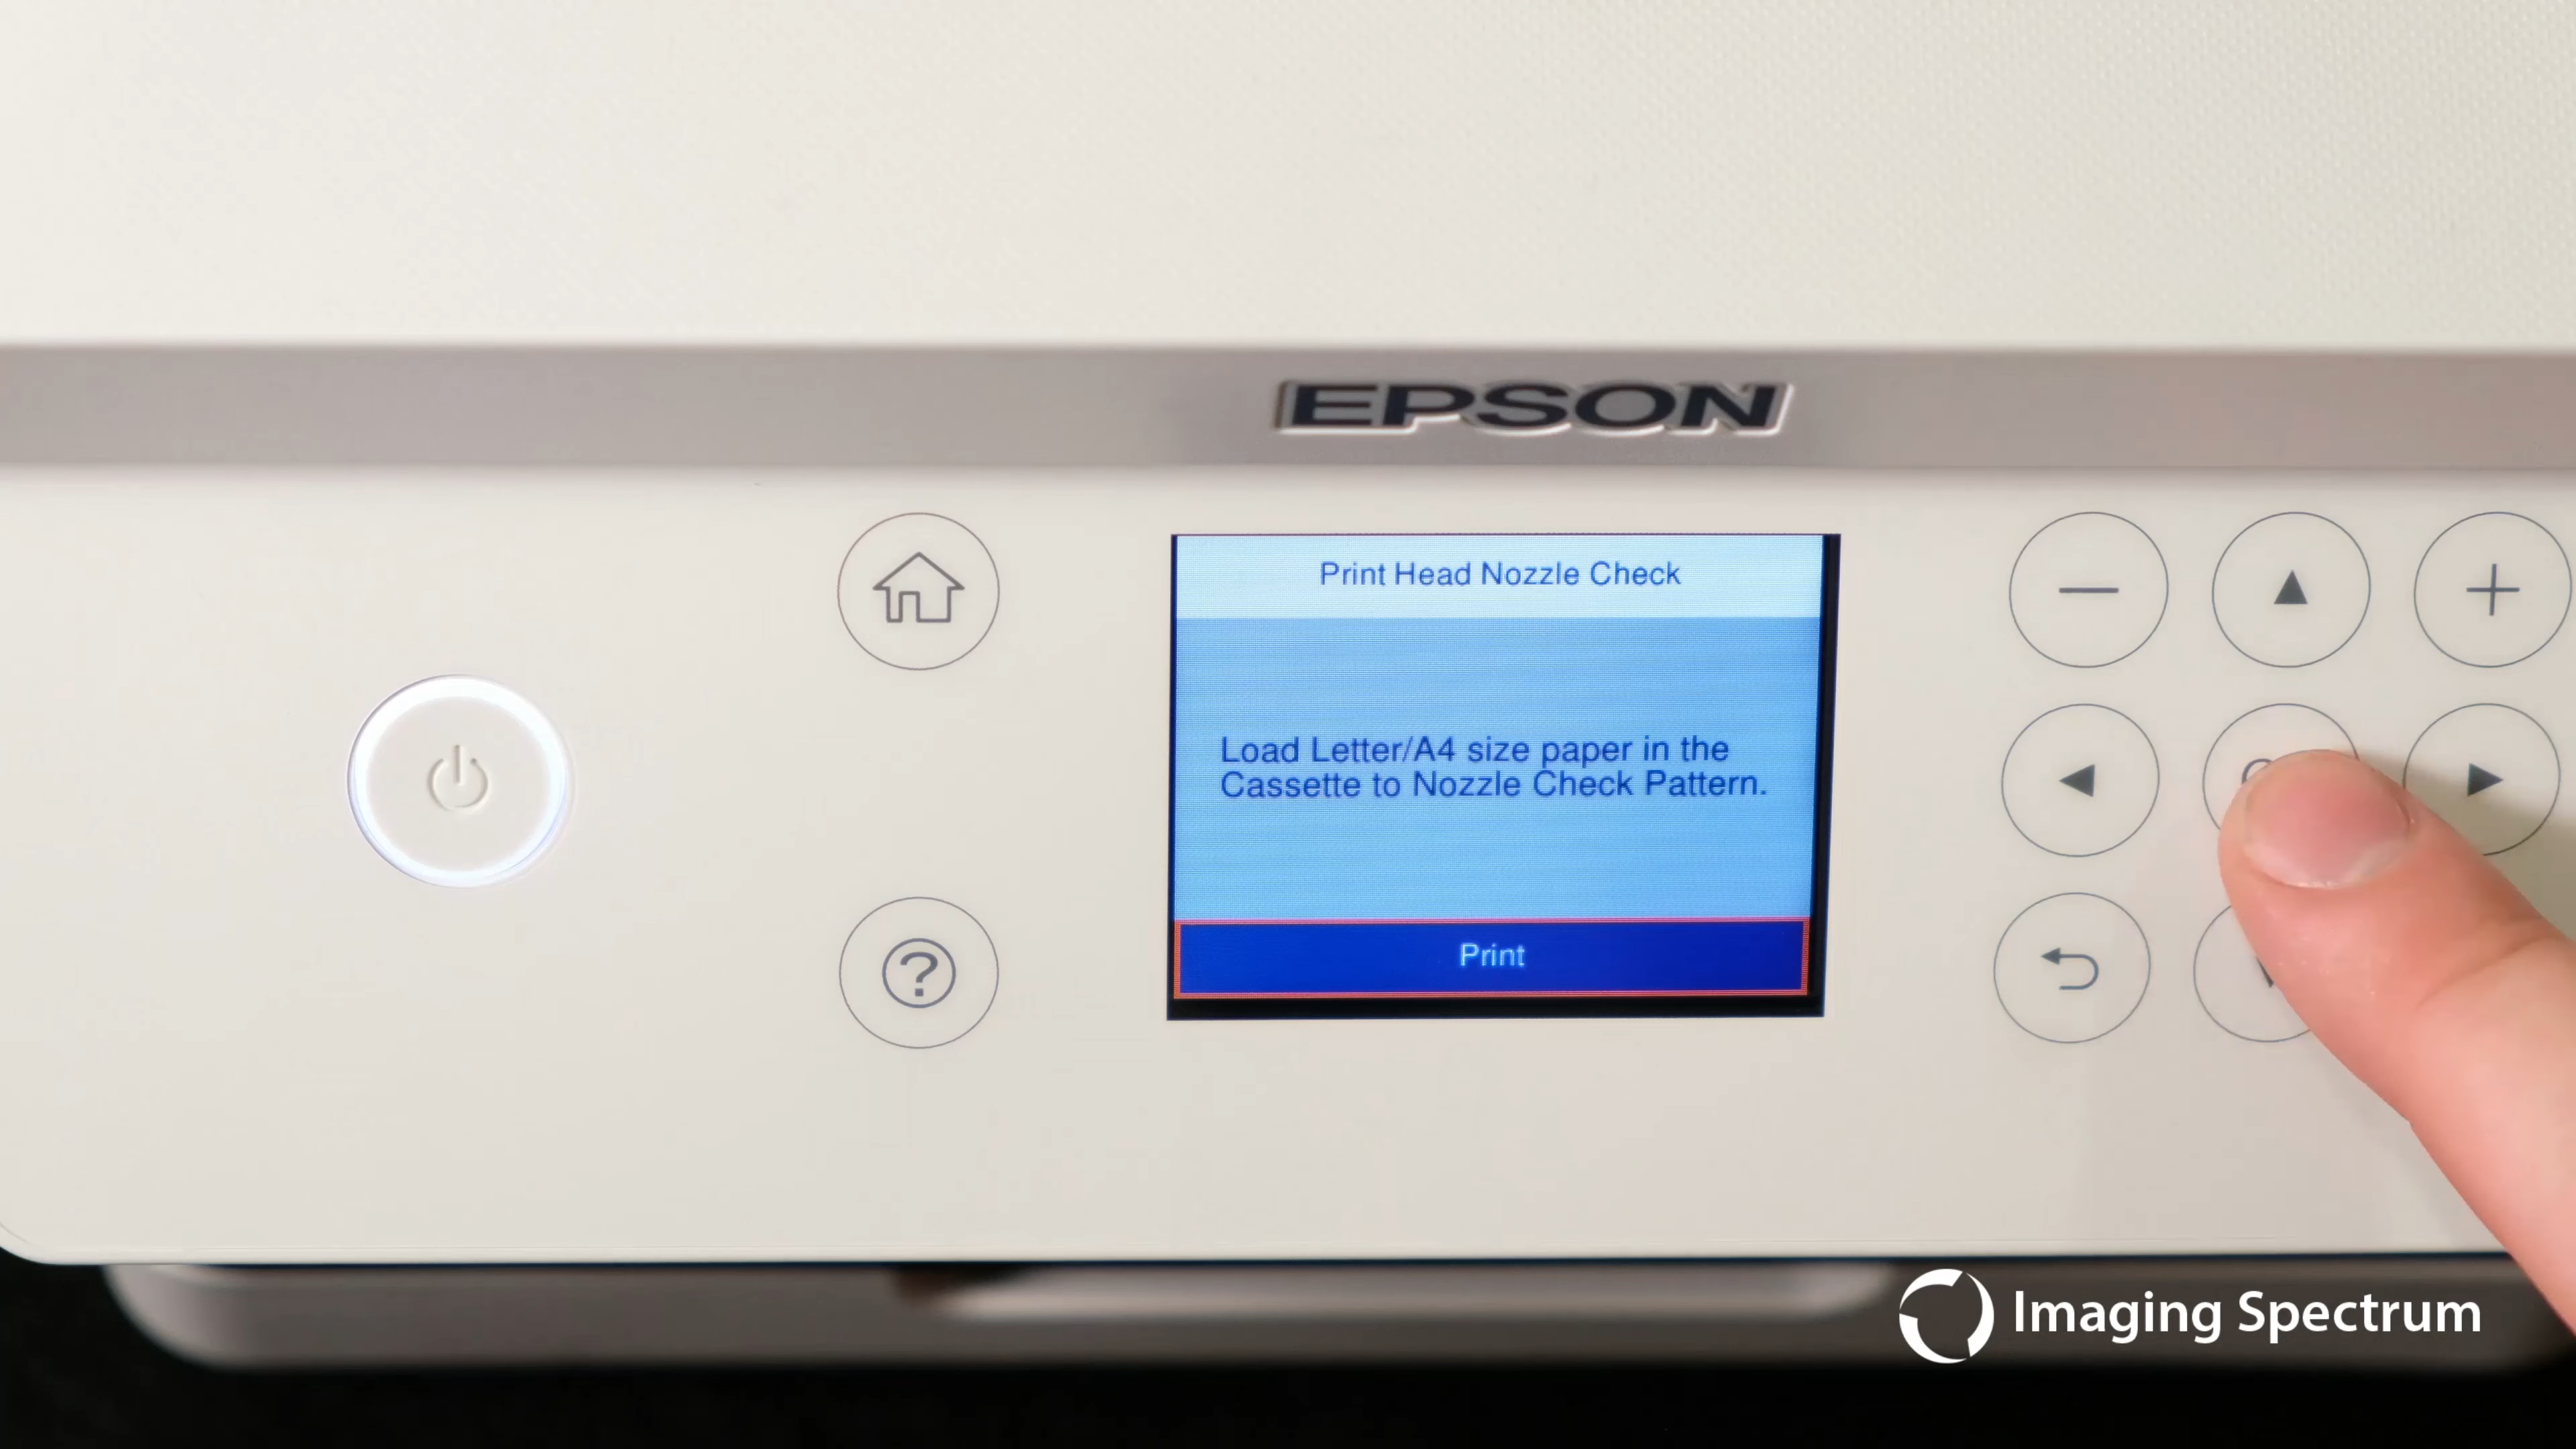 EPSON
Print Head Nozzle Check
Load Letter/A4 size paper in the
Cassette to Nozzle Check Pattern.
Print
Imaging Spectrum